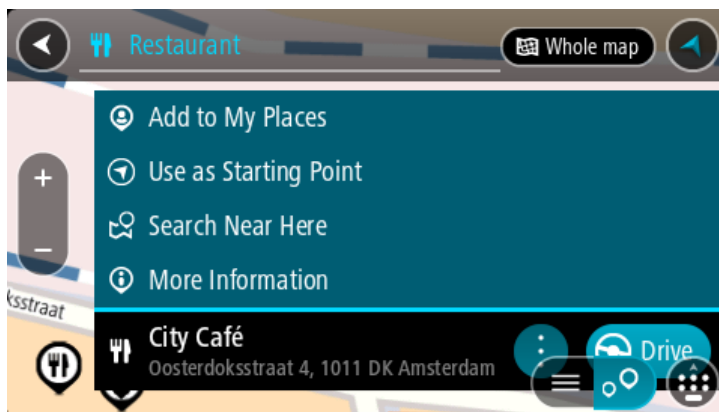 Restaurant
Whole map
Add to My Places
Use as Starting Point
Search Near Here
More Information
ksstraat
City Café
Drive
Oosterdoksstraat 4, 1011 DK Amsterdam